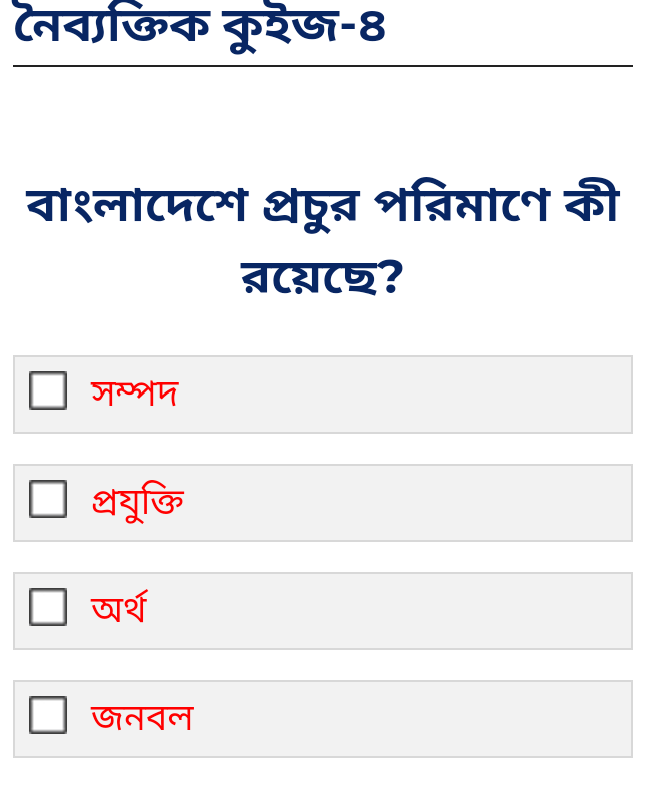 নৈব্যক্তিক কুইজ-৪
বাংলাদেশে প্রচুর পরিমাণে কী
রয়েছে?
সম্পদ
প্রযুক্তি
অর্থ
জনবল